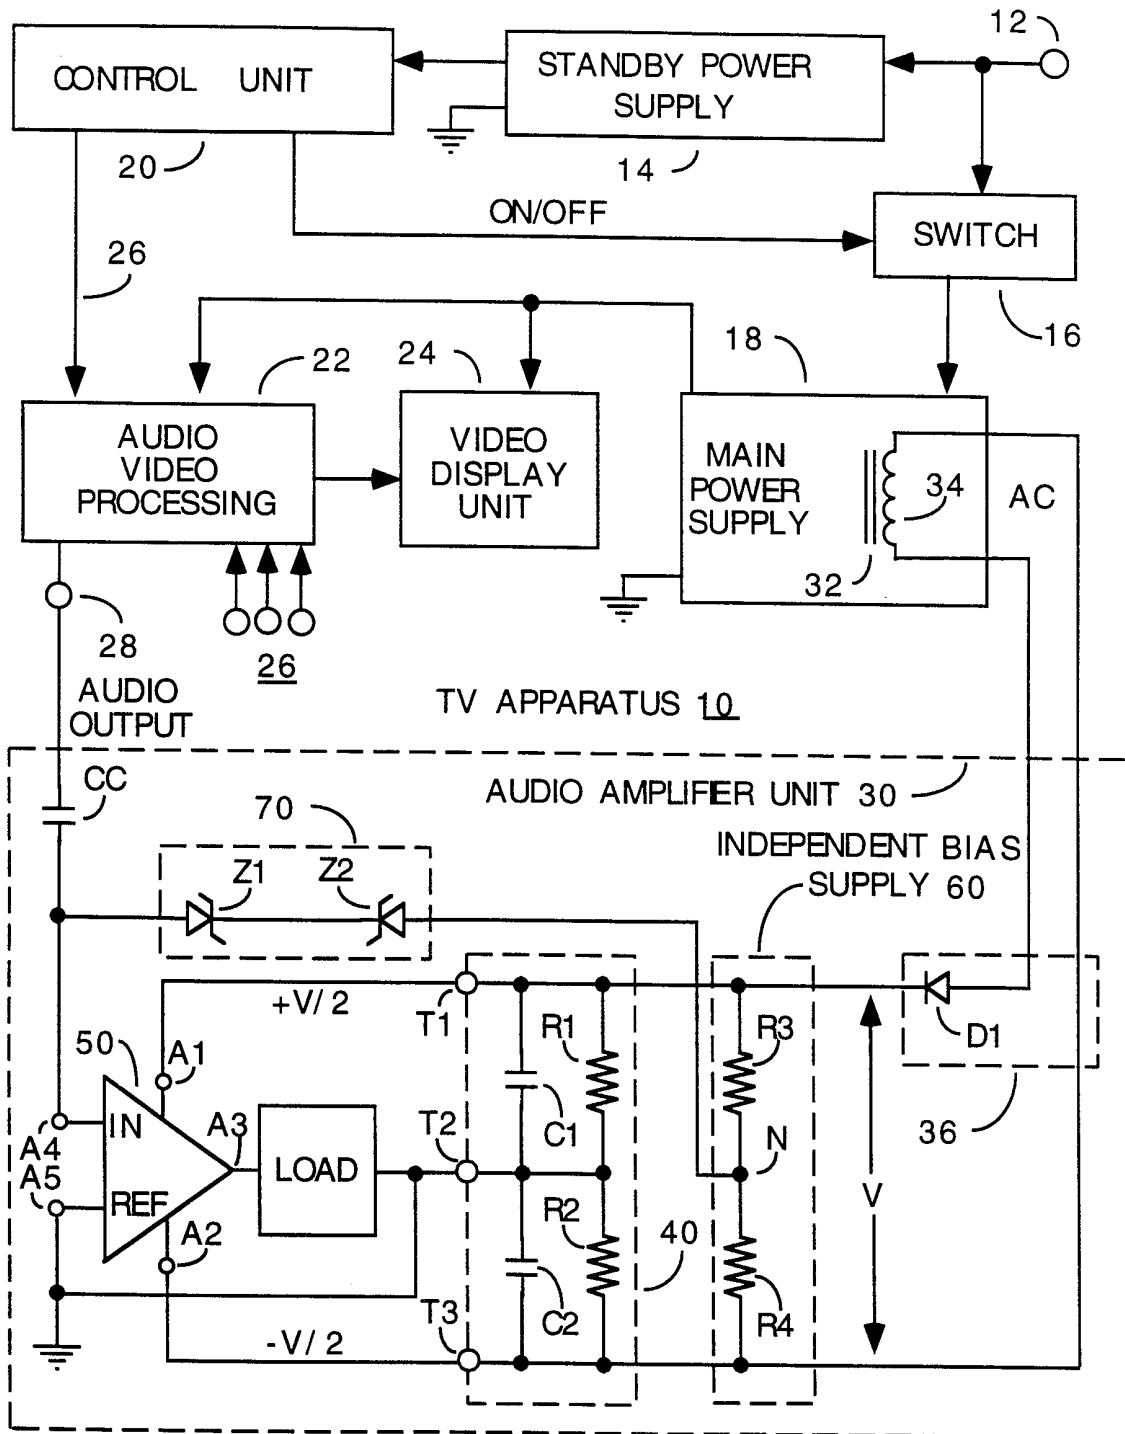 12
CONTROL UNIT
STANDBY POWER
SUPPLY
20
14
ON/OFF
SWITCH
26
16
22
24
18
AUDIO
VIDEO
PROCESSING
VIDEO
DISPLAY
UNIT
MAIN
POWER
SUPPLY
34
AC
32
28
26
AUDIO
OUTPUT
TV APPARATUS 10
CC
AUDIO AMPLIFER UNIT 30
70
INDEPENDENT BIAS
SUPPLY 60
Z1
Z2
+V/2
T1
R1
R3
D1
50
A1
C1
36
IN
A3
T2
N
A4
A5
LOAD
V
REF
A2
R2
40
T3
C2
R4
-V/2